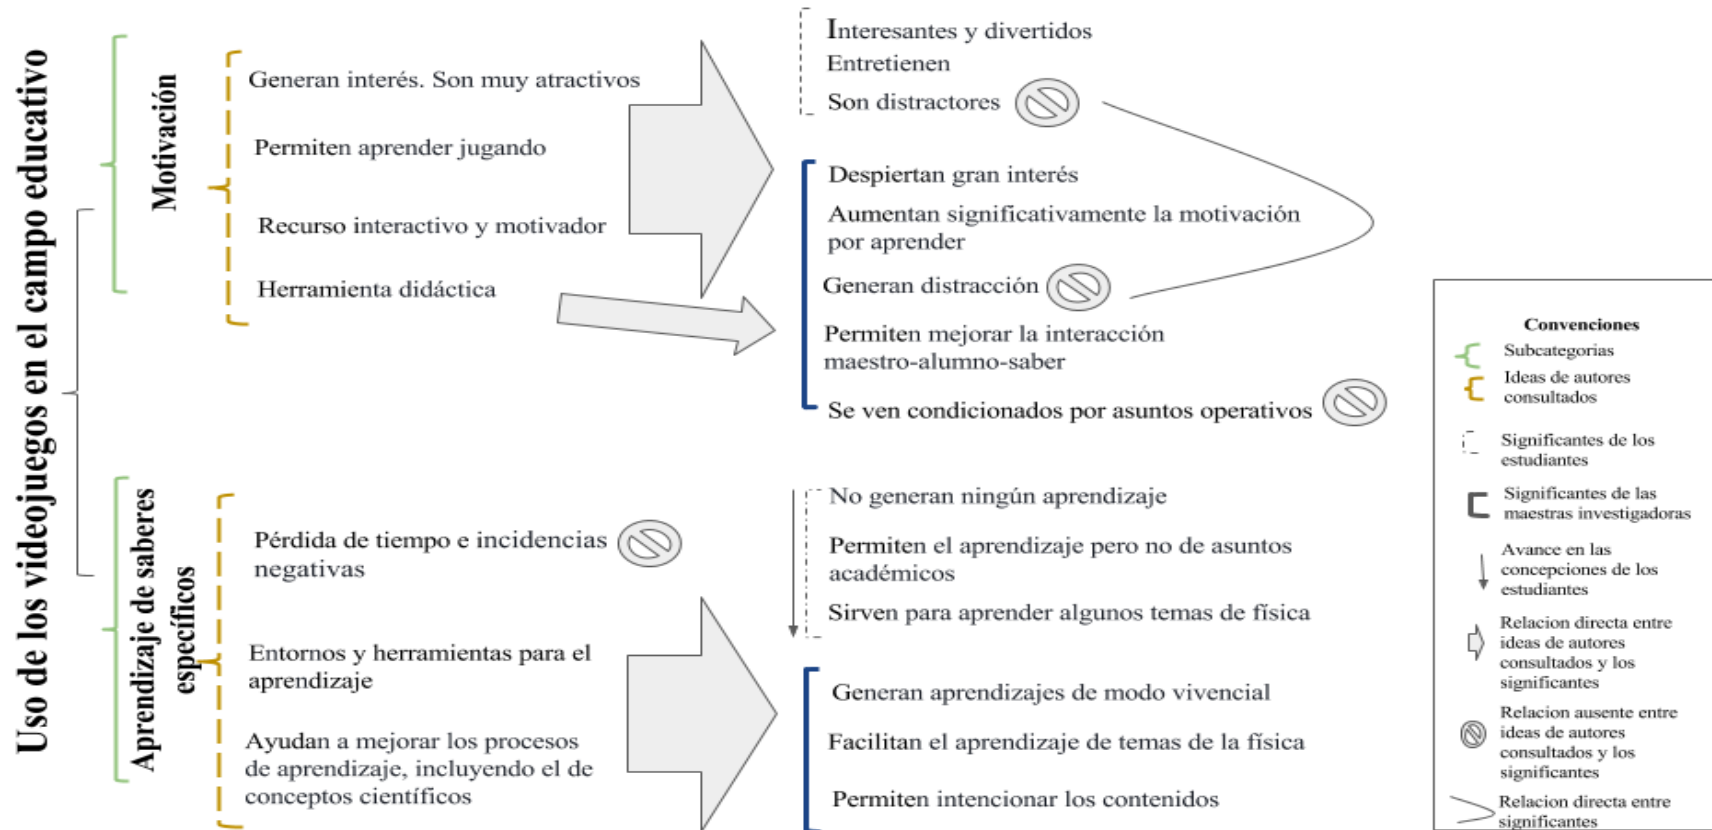 Uso de los videojuegos en el campo educativo
Motivación
Generan interés. Son muy atractivos
Permiten aprender jugando
Recurso interactivo y motivador
Herramienta didáctica
Interesantes y divertidos
Entretienen
Son distractores
Despiertan gran interés
Aumentan significativamente la motivación
por aprender
Generan distracción
Permiten mejorar la interacción
maestro-alumno-saber
Se ven condicionados por asuntos operativos
Aprendizaje de saberes
específicos
Pérdida de tiempo e incidencias
negativas
Entornos y herramientas para el
aprendizaje
Ayudan a mejorar los procesos
de aprendizaje, incluyendo el de
conceptos científicos
No generan ningún aprendizaje
Permiten el aprendizaje pero no de asuntos
académicos
Sirven para aprender algunos temas de física
Generan aprendizajes de modo vivencial
Facilitan el aprendizaje de temas de la física
Permiten intencionar los contenidos
Convenciones
Subcategorias
Ideas de autores
consultados
Significantes de los
estudiantes
Significantes de las
maestras investigadoras
Avance en las
concepciones de los
estudiantes
Relacion directa entre
ideas de autores
consultados y los
significantes
Relacion ausente entre
ideas de autores
consultados y los
significantes
Relacion directa entre
significantes